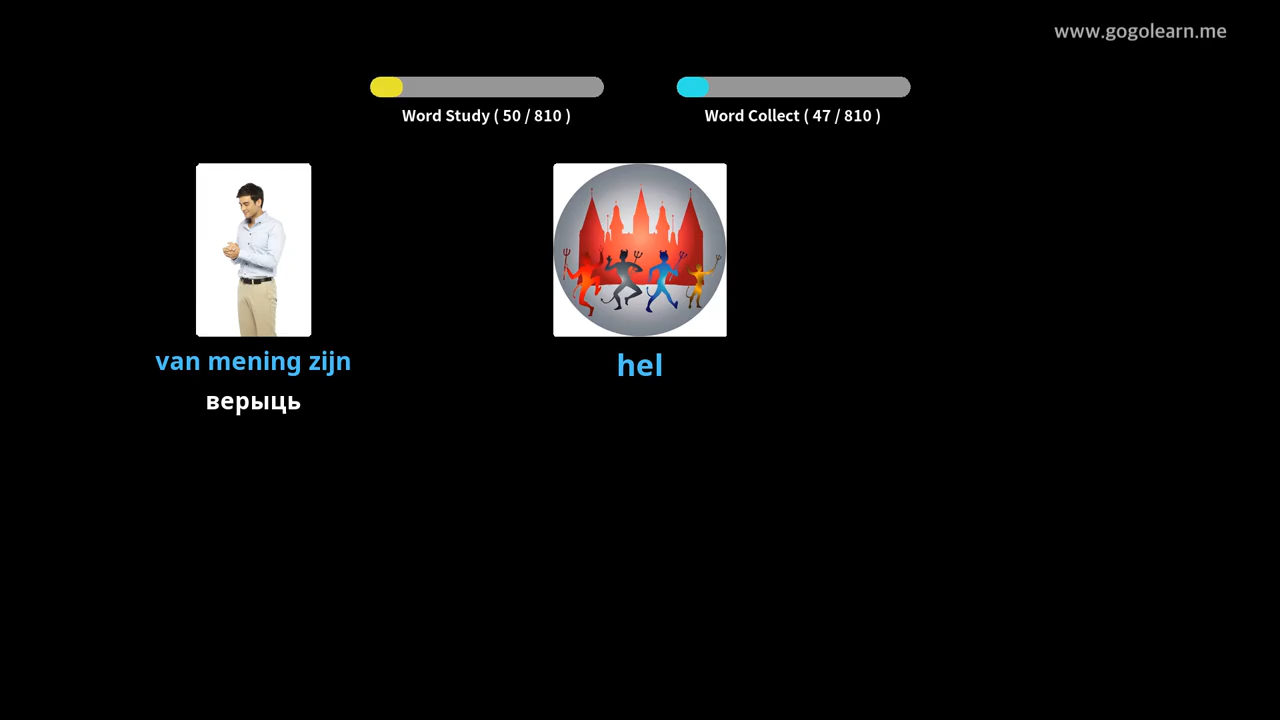 www.gogolearn.me
Word Study ( 50 / 810 )
Word Collect ( 47 / 810 )
van mening zijn
верыць
hel